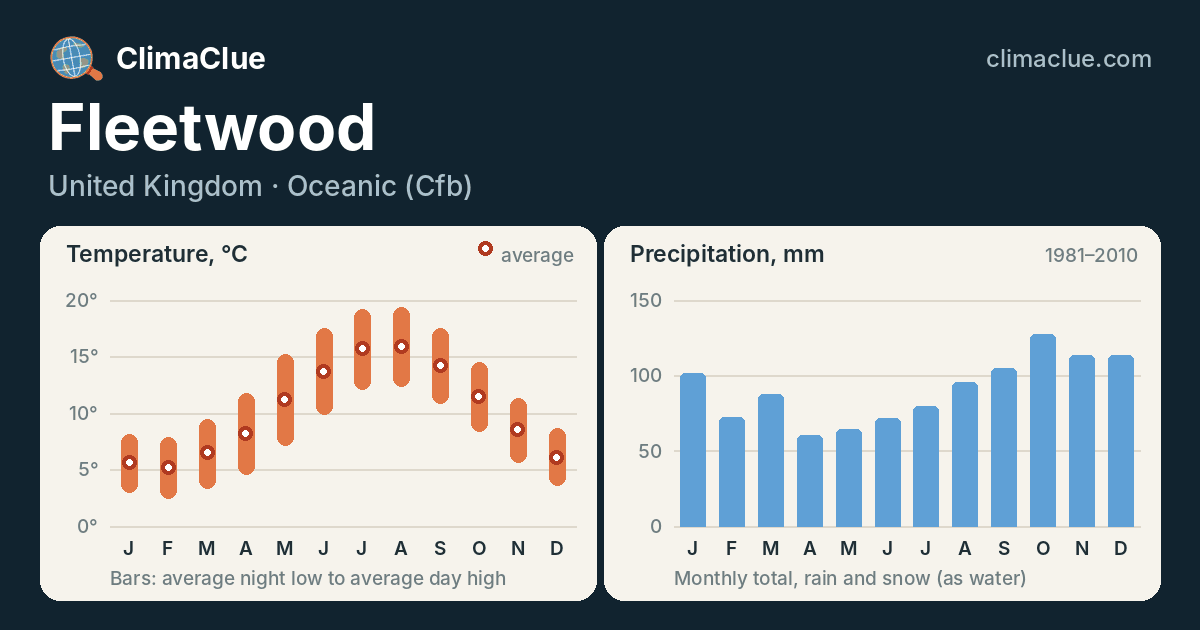 ClimaClue
climaclue.com
Fleetwood
United Kingdom · Oceanic (Cfb)
Temperature, °C
average
20°
15°
10°
5°
0°
J F M A M J J A S O N D
Bars: average night low to average day high
Precipitation, mm
1981–2010
150
100
50
0
J F M A M J J A S O N D
Monthly total, rain and snow (as water)